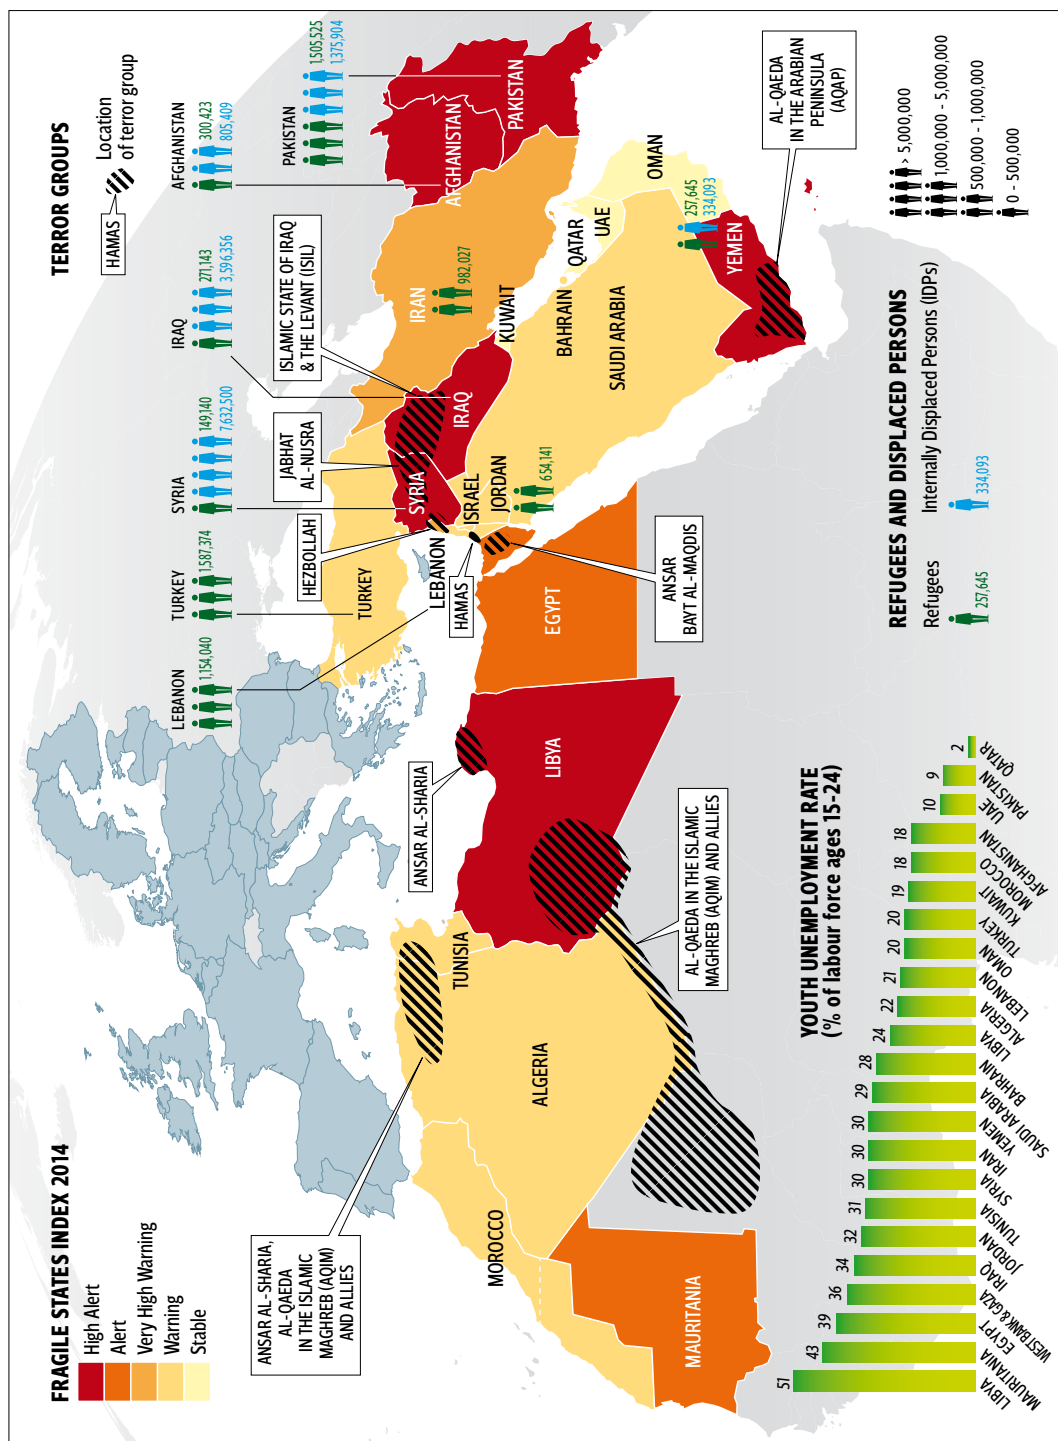 FRAGILE STATES INDEX 2014
High Alert
Alert
Very High Warning
Warning
Stable
TERROR GROUPS
HAMAS
Location
of terror group
LEBANON
1,154,040
TURKEY
1,587,374
SYRIA
149,140
7,632,500
IRAQ
271,143
3,596,356
AFGHANISTAN
300,423
805,409
PAKISTAN
1,505,525
1,375,904
ANSAR AL-SHARIA,
AL-QAEDA
IN THE ISLAMIC
MAGHREB (AQIM)
AND ALLIES
ANSAR AL-SHARIA
HEZBOLLAH
JABHAT
AL-NUSRA
ISLAMIC STATE OF IRAQ
& THE LEVANT (ISIL)
HAMAS
ANSAR
BAYT AL-MAQDIS
AL-QAEDA IN THE ISLAMIC
MAGHREB (AQIM) AND ALLIES
AL-QAEDA
IN THE ARABIAN
PENINSULA
(AQAP)
MOROCCO
MAURITANIA
ALGERIA
TUNISIA
LIBYA
EGYPT
TURKEY
LEBANON
SYRIA
ISRAEL
JORDAN
654,141
IRAQ
IRAN
982,027
KUWAIT
BAHRAIN
SAUDI ARABIA
QATAR
UAE
OMAN
YEMEN
257,645
334,093
AFGHANISTAN
PAKISTAN
YOUTH UNEMPLOYMENT RATE
(% of labour force ages 15-24)
51
43
39
36
34
32
31
30
30
30
29
28
24
22
21
20
20
19
18
18
10
9
2
LIBYA
MAURITANIA
EGYPT
WEST BANK & GAZA
IRAQ
JORDAN
TUNISIA
SYRIA
IRAN
YEMEN
SAUDI ARABIA
BAHRAIN
LIBYA
ALGERIA
LEBANON
OMAN
TURKEY
KUWAIT
MOROCCO
AFGHANISTAN
UAE
PAKISTAN
QATAR
REFUGEES AND DISPLACED PERSONS
Refugees
257,645
Internally Displaced Persons (IDPs)
334,093
> 5,000,000
1,000,000 - 5,000,000
500,000 - 1,000,000
0 - 500,000